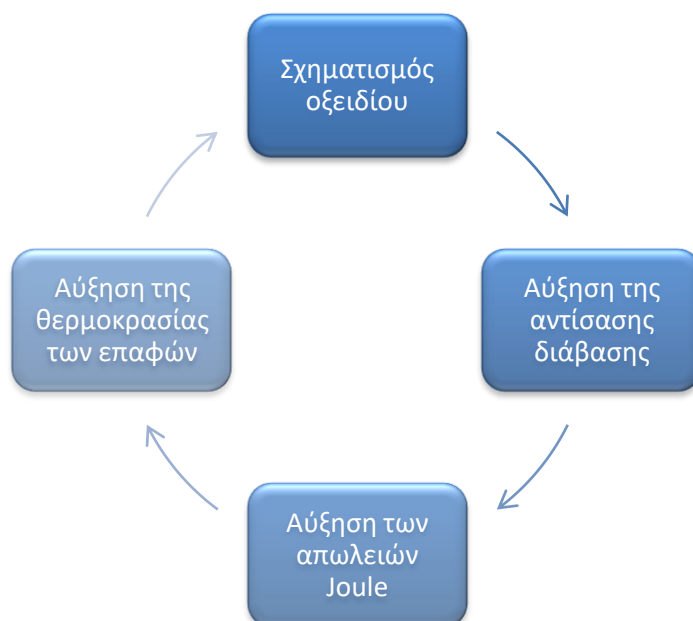 Σχηματισμός
οξειδίου
Αύξηση της
αντίσασης
διάβασης
Αύξηση των
απωλειών
Joule
Αύξηση της
θερμοκρασίας
των επαφών